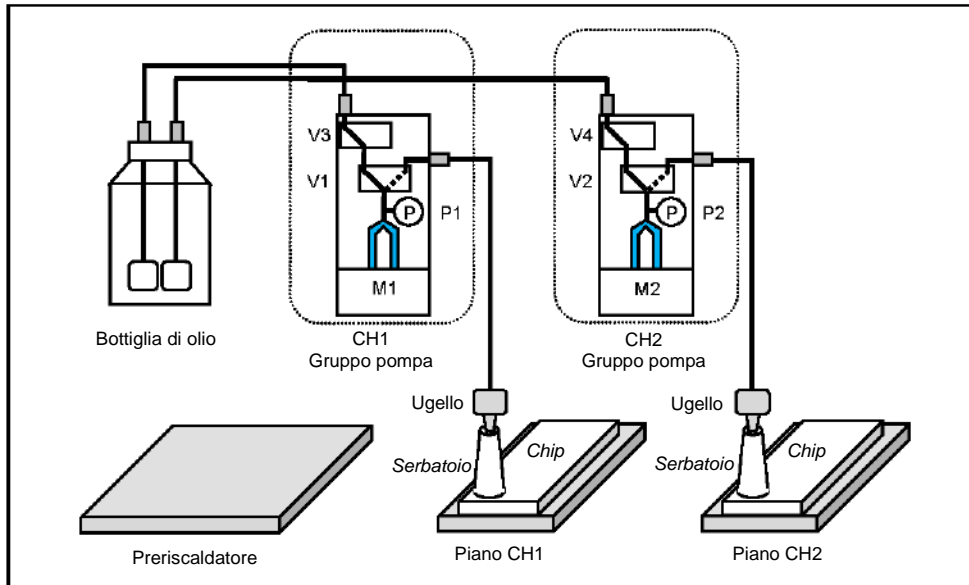 V3
V1
P
P1
M1
V4
V2
P
P2
M2
Bottiglia di olio
CH1
Gruppo pompa
CH2
Gruppo pompa
Ugello
Serbatoio
Chip
Ugello
Serbatoio
Chip
Preriscaldatore
Piano CH1
Piano CH2